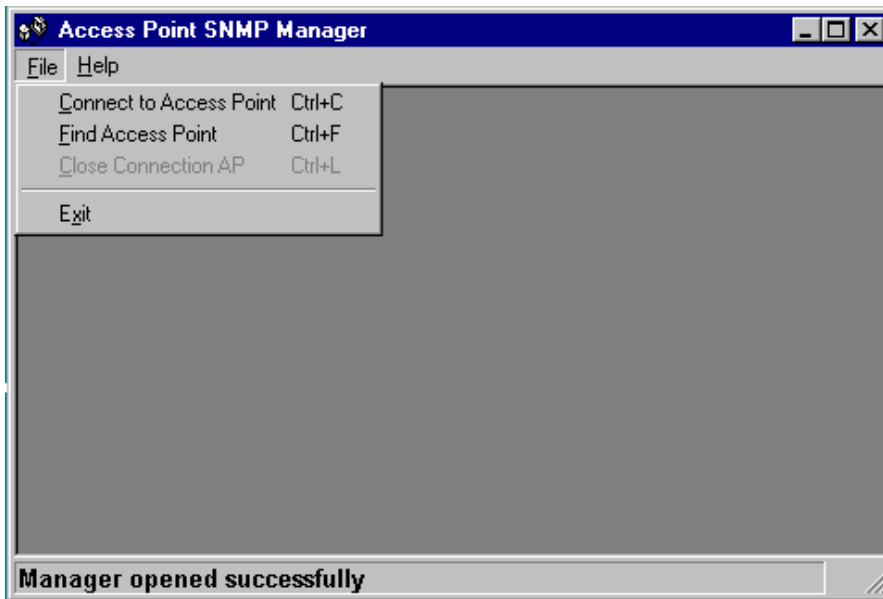 Access Point SNMP Manager
File Help
Connect to Access Point Ctrl+C
Find Access Point Ctrl+F
Close Connection AP Ctrl+L
Exit
Manager opened successfully